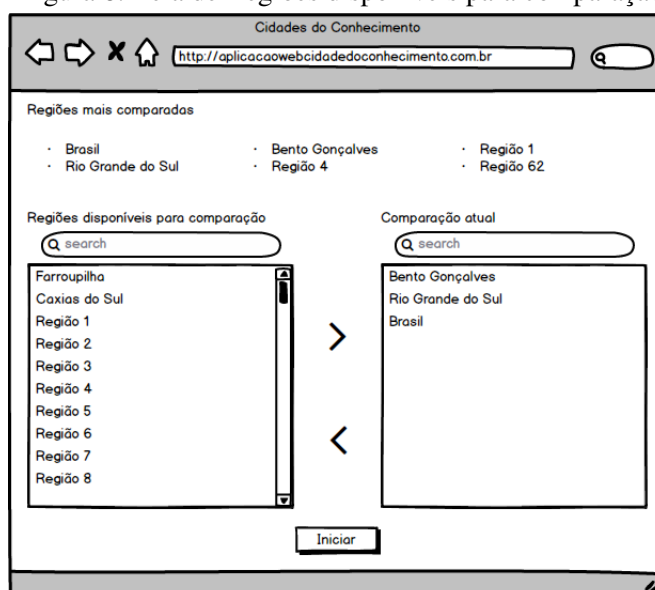 Cidades do Conhecimento
http://aplicacaowebcidadedoconhecimento.com.br
Regiões mais comparadas
· Brasil · Bento Gonçalves · Região 1
· Rio Grande do Sul · Região 4 · Região 62
Regiões disponíveis para comparação
Comparação atual
search
search
Farroupilha
Caxias do Sul
Região 1
Região 2
Região 3
Região 4
Região 5
Região 6
Região 7
Região 8
Bento Gonçalves
Rio Grande do Sul
Brasil
Iniciar